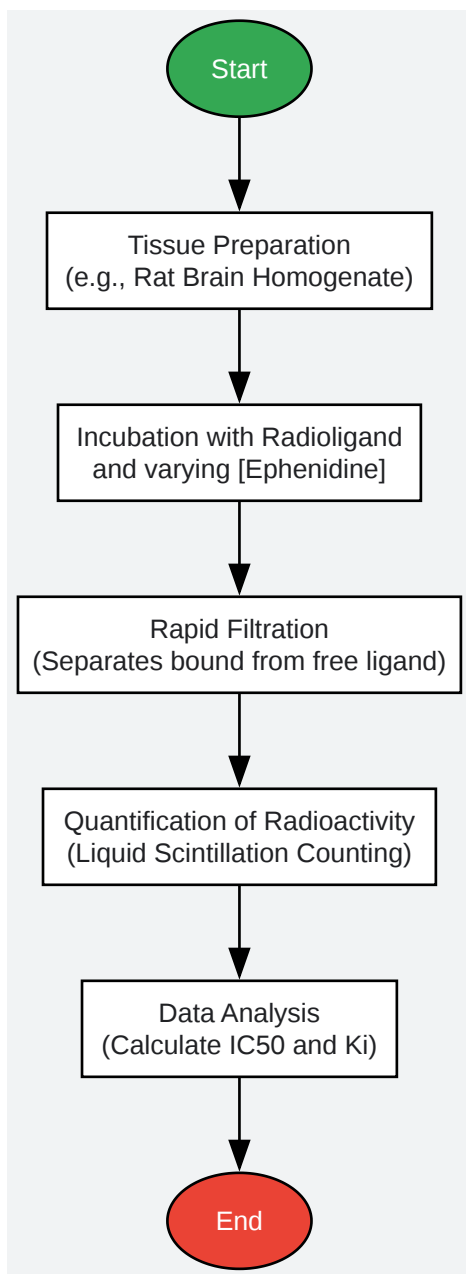 Start
Tissue Preparation
(e.g., Rat Brain Homogenate)
Incubation with Radioligand
and varying [Ephenidine]
Rapid Filtration
(Separates bound from free ligand)
Quantification of Radioactivity
(Liquid Scintillation Counting)
Data Analysis
(Calculate IC50 and Ki)
End